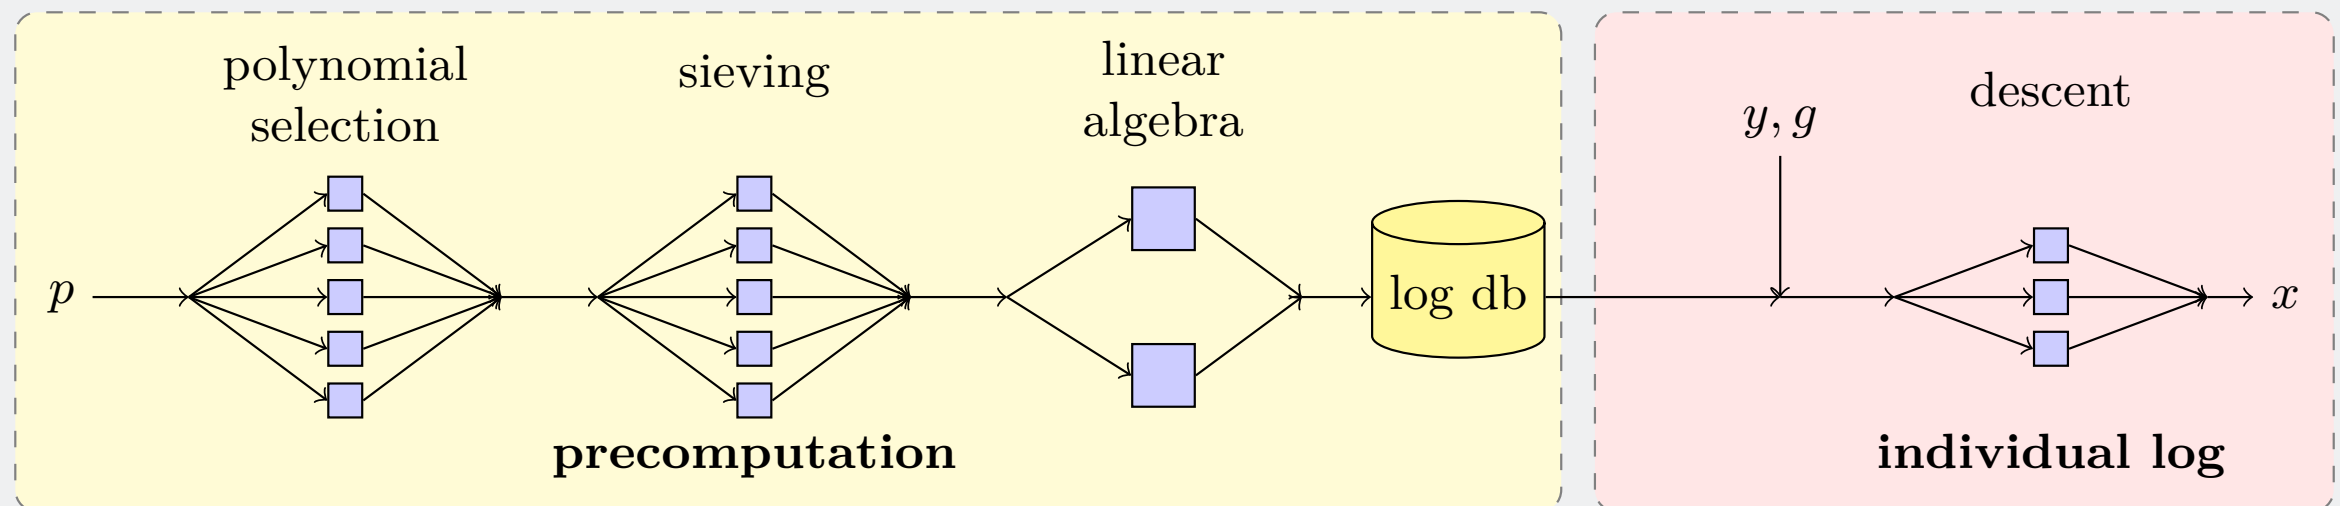 polynomial
selection
sieving
linear
algebra
p
log db
precomputation
y, g
descent
x
individual log